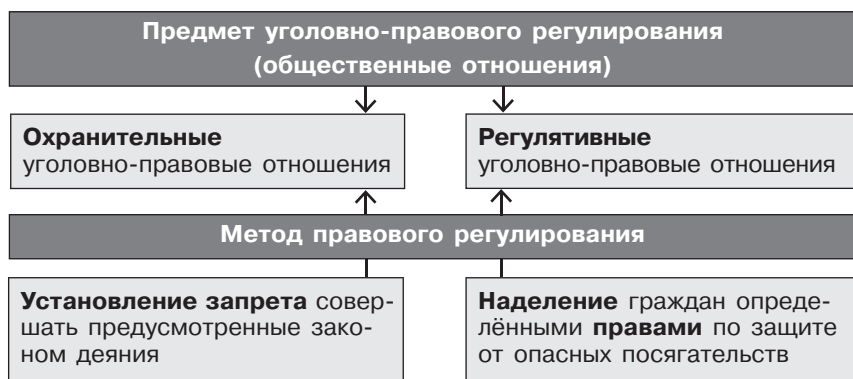 Предмет уголовно-правового регулирования
(общественные отношения)
Охранительные
уголовно-правовые отношения
Регулятивные
уголовно-правовые отношения
Метод правового регулирования
Установление запрета совер-
шать предусмотренные зако-
ном деяния
Наделение граждан опреде-
лёнными правами по защите
от опасных посягательств